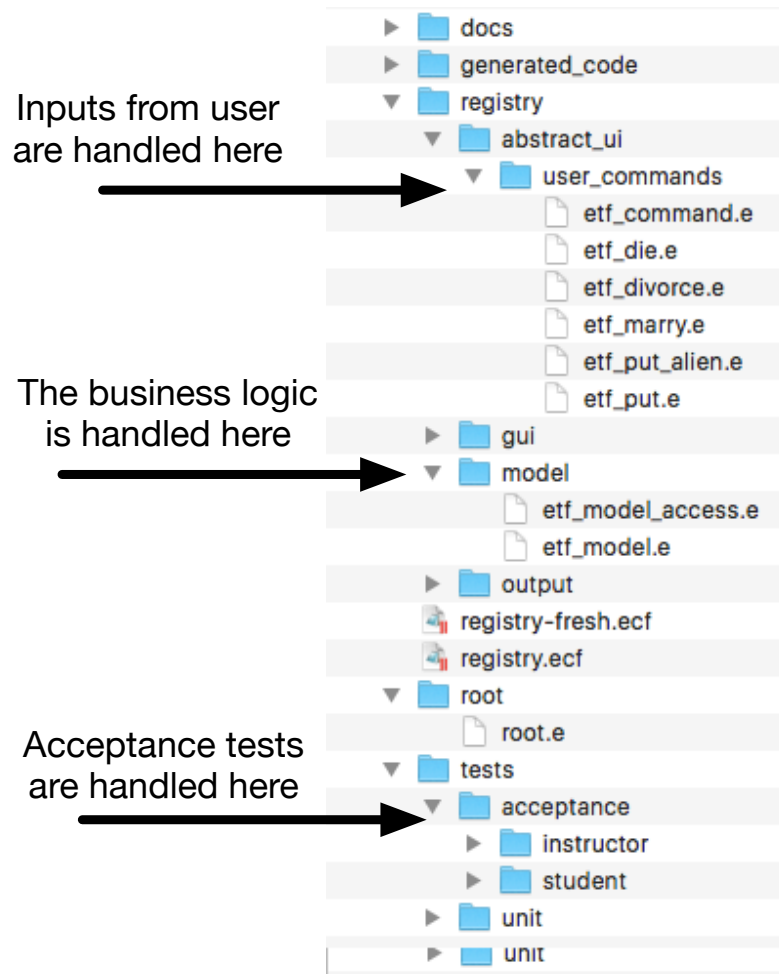 docs
generated_code
Inputs from user
are handled here
registry
abstract_ui
user_commands
etf_command.e
etf_die.e
etf_divorce.e
etf_marry.e
etf_put_alien.e
etf_put.e
The business logic
is handled here
gui
model
etf_model_access.e
etf_model.e
output
registry-fresh.ecf
registry.ecf
root
root.e
Acceptance tests
are handled here
tests
acceptance
instructor
student
unit
unit